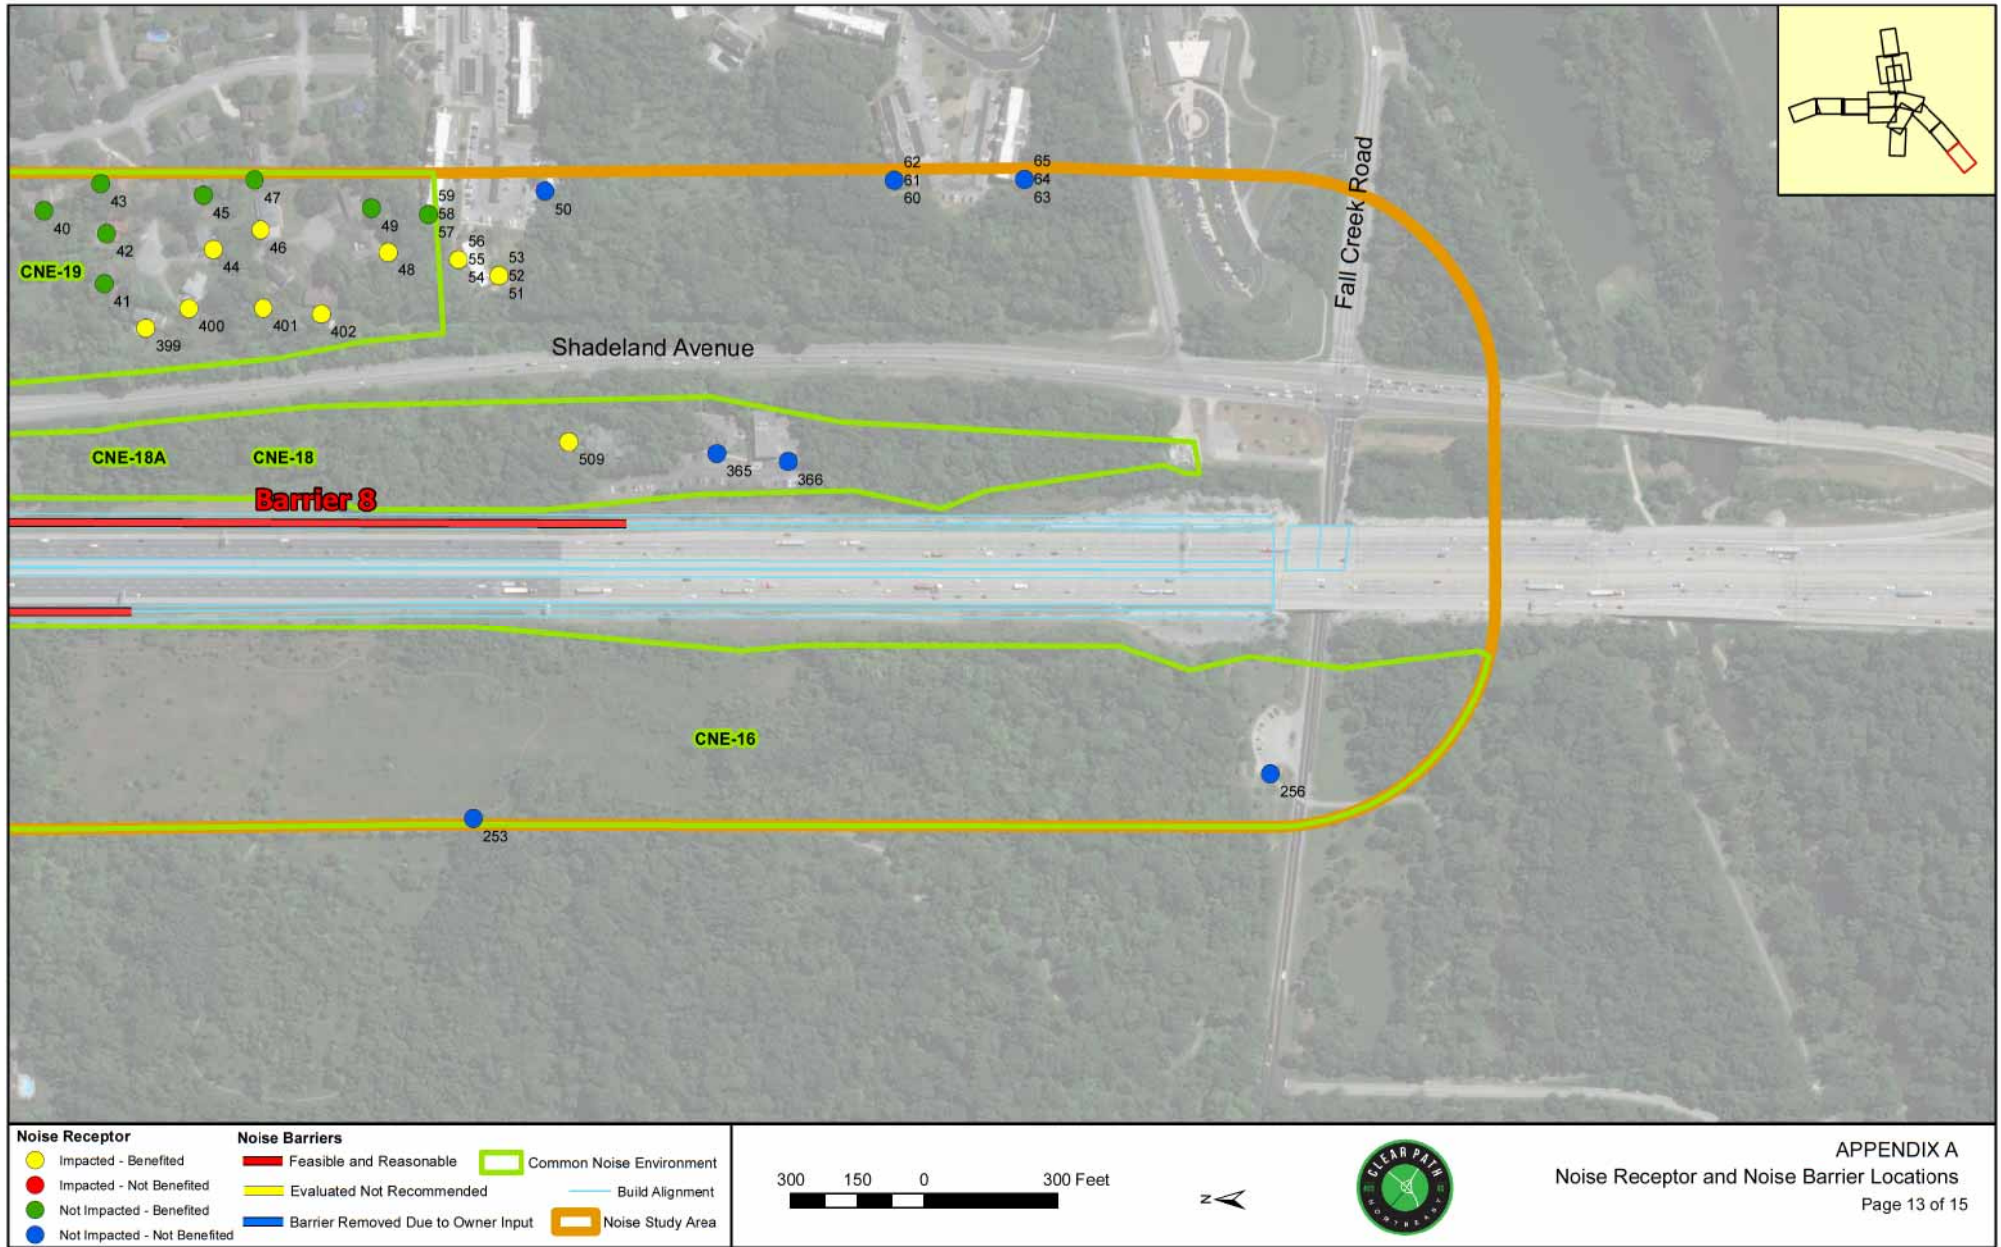 62
65
61
64
60
63
43
47
59
45
49
58
50
40
57
42
46
56
53
44
48
55
52
CNE-19
54
51
41
400
401
402
399
Shadeland Avenue
Fall Creek Road
CNE-18A
CNE-18
509
365
366
Barrier 8
CNE-16
256
253
Noise Receptor
Impacted - Benefited
Impacted - Not Benefited
Not Impacted - Benefited
Not Impacted - Not Benefited
Noise Barriers
Feasible and Reasonable
Evaluated Not Recommended
Barrier Removed Due to Owner Input
Common Noise Environment
Build Alignment
Noise Study Area
300 150 0 300 Feet
N
CLEAR PATH
NORTHEAST
APPENDIX A
Noise Receptor and Noise Barrier Locations
Page 13 of 15